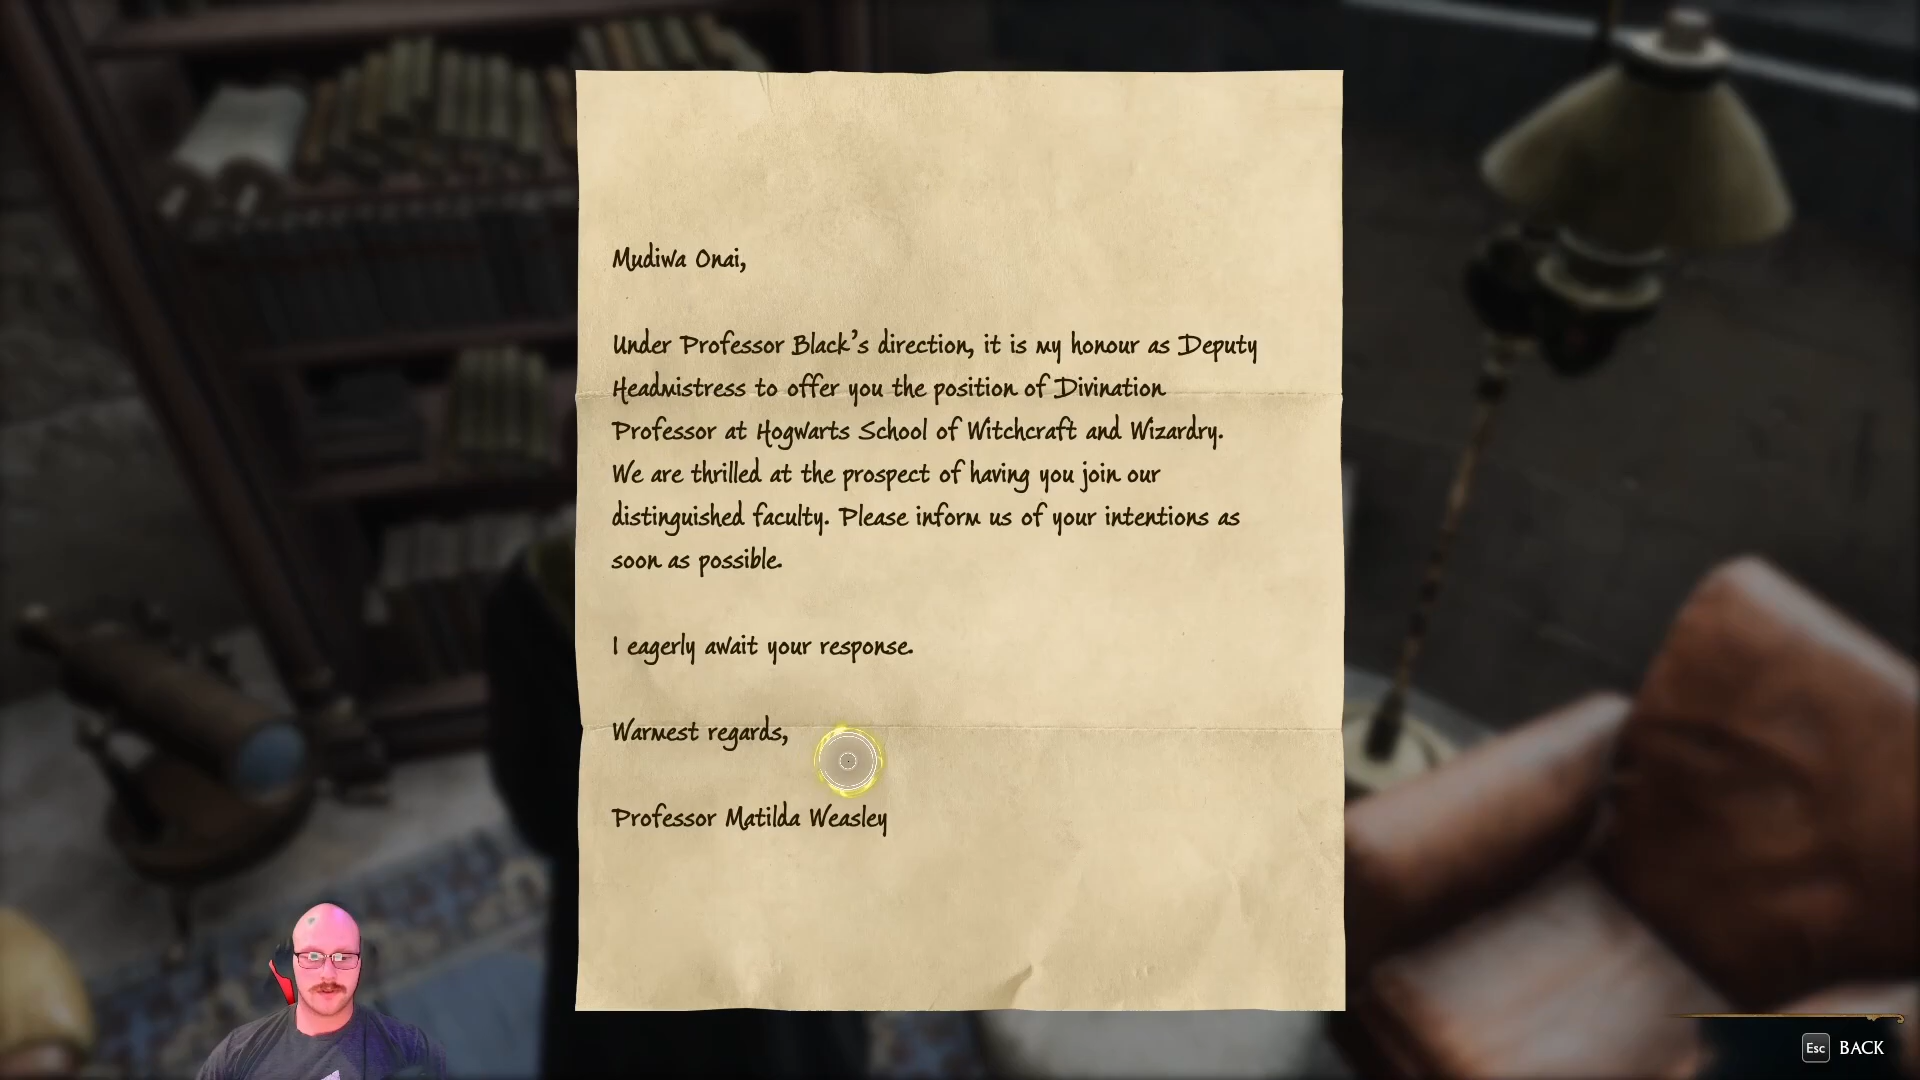 Mudiwa Onai,
Under Professor Black's direction, it is my honour as Deputy
Headmistress to offer you the position of Divination
Professor at Hogwarts School of Witchcraft and Wizardry.
We are thrilled at the prospect of having you join our
distinguished faculty. Please inform us of your intentions as
soon as possible.
I eagerly await your response.
Warmest regards,
Professor Matilda Weasley
Esc BACK